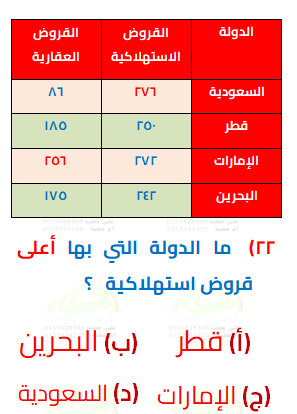 الدولة القروض الاستهلاكية القروض العقارية
السعودية ٢٧٦ ٨٦
قطر ٢٥٠ ١٨٥
الإمارات ٢٧٢ ٢٥٦
البحرين ٢٤٢ ١٧٥
٢٢) ما الدولة التي بها أعلى
قروض استهلاكية ؟
(أ) قطر (ب) البحرين
(ج) الإمارات (د) السعودية